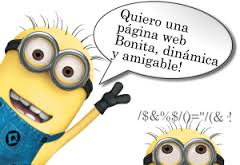 Quiero una
página web
Bonita, dinámica
y amigable!
/$&%$/()="/(& ·!